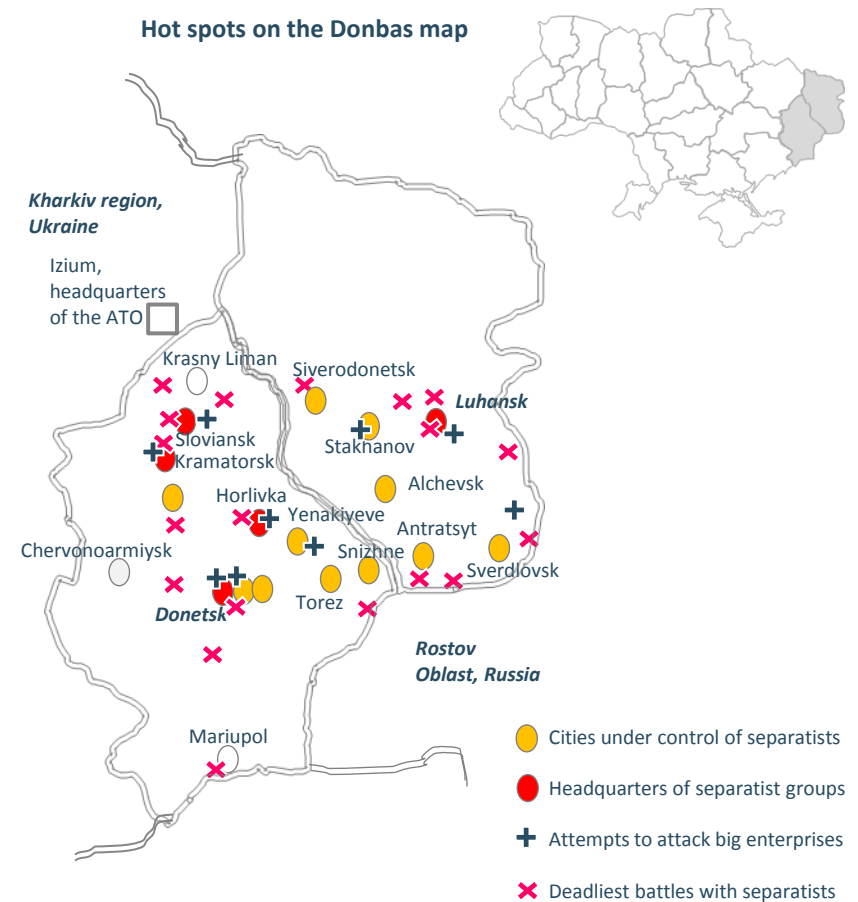 Hot spots on the Donbas map
Kharkiv region,
Ukraine
Izium,
headquarters
of the ATO
Krasny Liman
Siverodonetsk
Luhansk
Sloviansk
Stakhanov
Kramatorsk
Alchevsk
Horlivka
Yenakiyeve
Antratsyt
Chervonoarmiysk
Snizhne
Sverdlovsk
Torez
Donetsk
Rostov
Oblast, Russia
Mariupol
Cities under control of separatists
Headquarters of separatist groups
Attempts to attack big enterprises
Deadliest battles with separatists